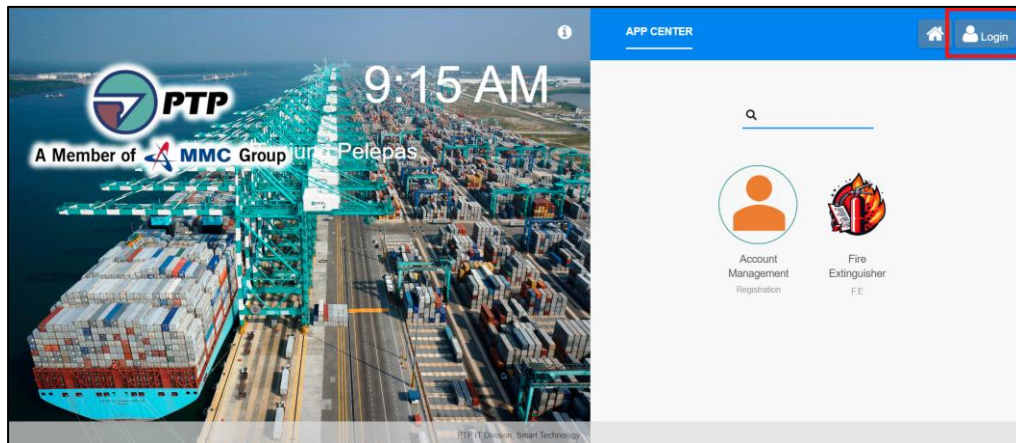 9:15 AM
PTP
A Member of MMC Group
Tanjung Pelepas
PTP IT Division, Smart Technology
APP CENTER
Login
Account
Management
Registration
Fire
Extinguisher
F.E